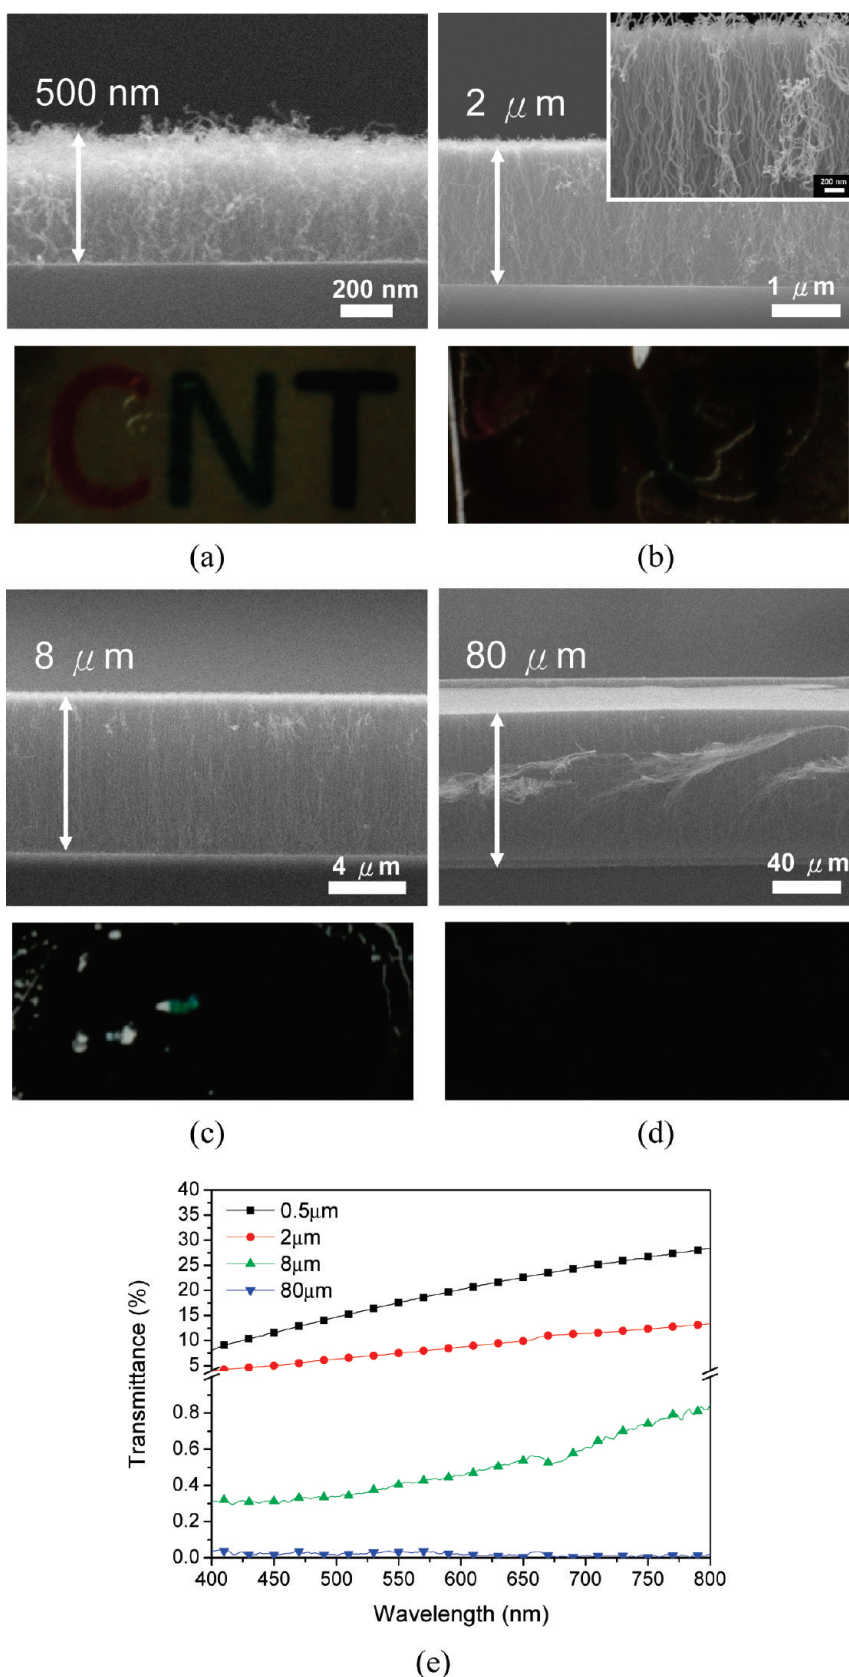 500 nm
200 nm
2 μm
200 nm
1 μm
CNT
NT
(a)
(b)
8 μm
4 μm
80 μm
40 μm
(c)
(d)
40
35
30
25
20
15
10
5
0.8
0.6
0.4
0.2
0.0
Transmittance (%)
0.5μm
2μm
8μm
80μm
400 450 500 550 600 650 700 750 800
Wavelength (nm)
(e)